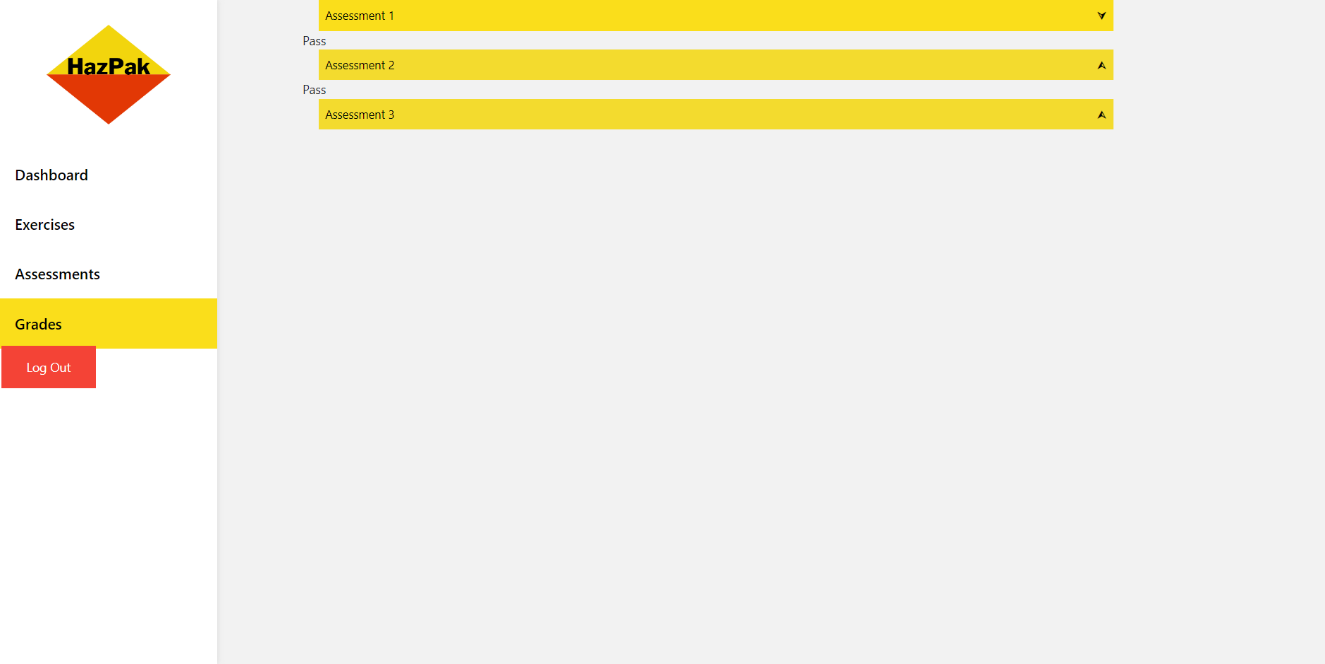 HazPak
Dashboard
Exercises
Assessments
Grades
Log Out
Assessment 1
Pass
Assessment 2
Pass
Assessment 3